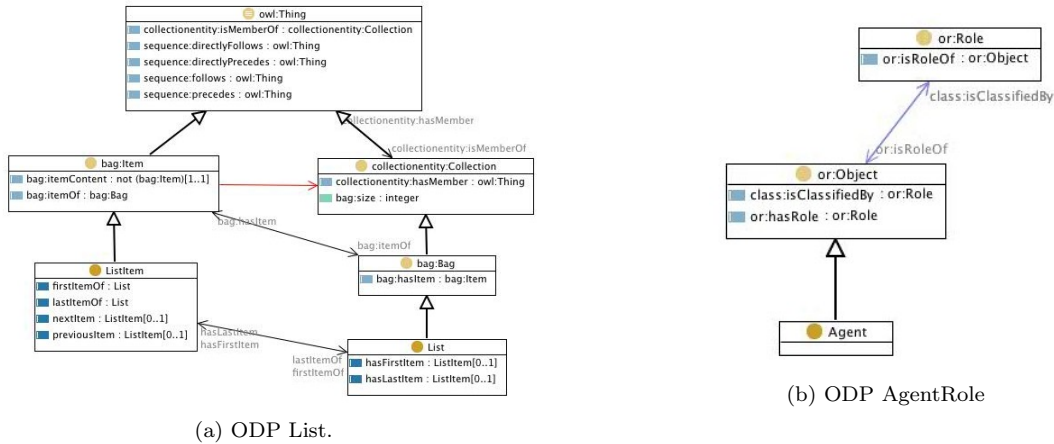 owl:Thing
collectionentity:isMemberOf : collectionentity:Collection
sequence:directlyFollows : owl:Thing
sequence:directlyPrecedes : owl:Thing
sequence:follows : owl:Thing
sequence:precedes : owl:Thing
collectionentity:hasMember
collectionentity:isMemberOf
bag:Item
bag:itemContent : not (bag:Item)[1..1]
bag:itemOf : bag:Bag
collectionentity:Collection
collectionentity:hasMember : owl:Thing
bag:size : integer
bag:hasItem
bag:itemOf
bag:Bag
bag:hasItem : bag:Item
ListItem
firstItemOf : List
lastItemOf : List
nextItem : ListItem[0..1]
previousItem : ListItem[0..1]
hasLastItem
hasFirstItem
lastItemOf
firstItemOf
List
hasFirstItem : ListItem[0..1]
hasLastItem : ListItem[0..1]
(a) ODP List.
or:Role
or:isRoleOf : or:Object
class:isClassifiedBy
or:isRoleOf
or:Object
class:isClassifiedBy : or:Role
or:hasRole : or:Role
Agent
(b) ODP AgentRole